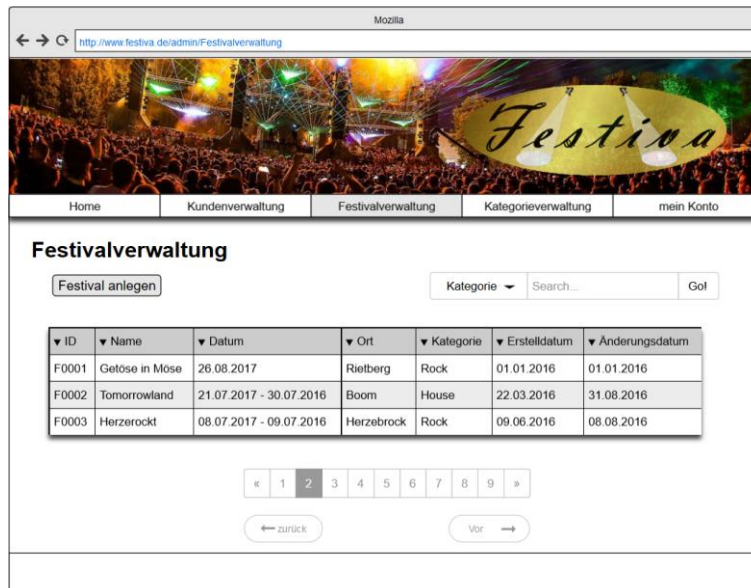 Mozilla
http://www.festiva.de/admin/Festivalverwaltung
Festiva
Home Kundenverwaltung Festivalverwaltung Kategorieverwaltung mein Konto
Festivalverwaltung
Festival anlegen Kategorie Search... Go!
ID Name Datum Ort Kategorie Erstelldatum Änderungsdatum
F0001 Getöse in Möse 26.08.2017 Rietberg Rock 01.01.2016 01.01.2016
F0002 Tomorrowland 21.07.2017 - 30.07.2016 Boom House 22.03.2016 31.08.2016
F0003 Herzerockt 08.07.2017 - 09.07.2016 Herzebrock Rock 09.06.2016 08.08.2016
« 1 2 3 4 5 6 7 8 9 »
zurück Vor